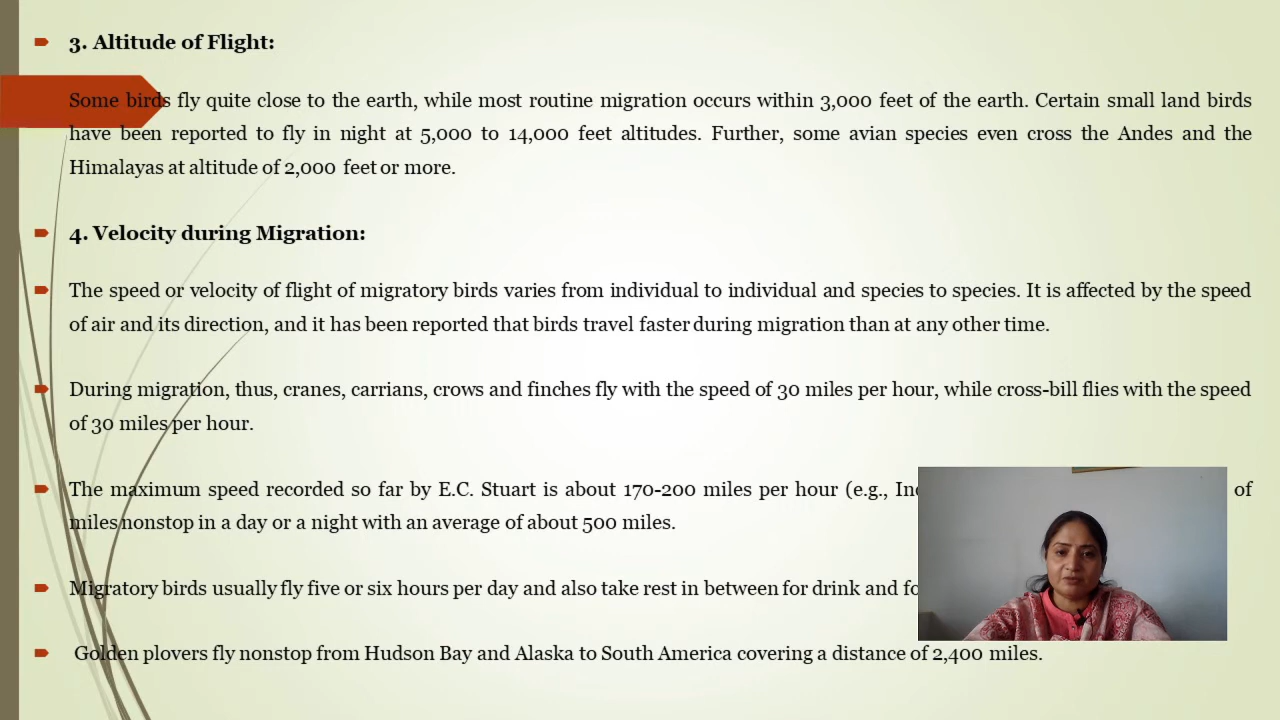 3. Altitude of Flight:
Some birds fly quite close to the earth, while most routine migration occurs within 3,000 feet of the earth. Certain small land birds
have been reported to fly in night at 5,000 to 14,000 feet altitudes. Further, some avian species even cross the Andes and the
Himalayas at altitude of 2,000 feet or more.
4. Velocity during Migration:
The speed or velocity of flight of migratory birds varies from individual to individual and species to species. It is affected by the speed
of air and its direction, and it has been reported that birds travel faster during migration than at any other time.
During migration, thus, cranes, carrians, crows and finches fly with the speed of 30 miles per hour, while cross-bill flies with the speed
of 30 miles per hour.
The maximum speed recorded so far by E.C. Stuart is about 170-200 miles per hour (e.g., of
miles nonstop in a day or a night with an average of about 500 miles.
Migratory birds usually fly five or six hours per day and also take rest in between for drink and
Golden plovers fly nonstop from Hudson Bay and Alaska to South America covering a distance of 2,400 miles.